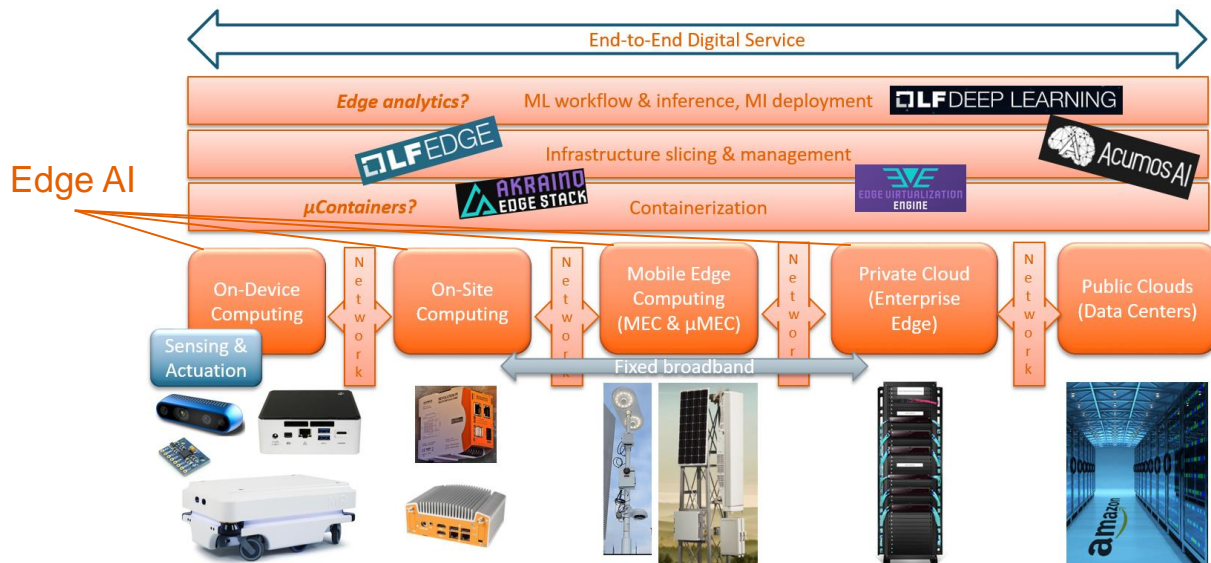 End-to-End Digital Service
Edge analytics?
ML workflow & inference, MI deployment
LF DEEP LEARNING
LF EDGE
Infrastructure slicing & management
Acumos AI
Edge AI
AKRAINO
EDGE STACK
EVE
EDGE VIRTUALIZATION
ENGINE
µContainers?
Containerization
On-Device
Computing
Network
On-Site
Computing
Network
Mobile Edge
Computing
(MEC & µMEC)
Network
Private Cloud
(Enterprise
Edge)
Network
Public Clouds
(Data Centers)
Sensing &
Actuation
Fixed broadband
amazon